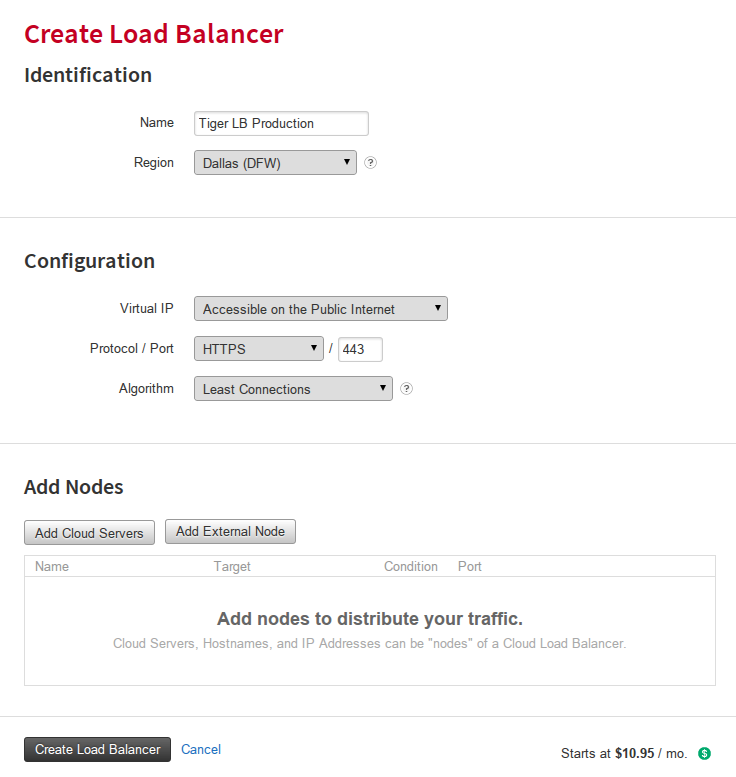 Create Load Balancer
Identification
Name Tiger LB Production
Region Dallas (DFW) ?
Configuration
Virtual IP Accessible on the Public Internet
Protocol / Port HTTPS / 443
Algorithm Least Connections ?
Add Nodes
Add Cloud Servers Add External Node
Name Target Condition Port
Add nodes to distribute your traffic.
Cloud Servers, Hostnames, and IP Addresses can be "nodes" of a Cloud Load Balancer.
Create Load Balancer Cancel Starts at $10.95 / mo. $